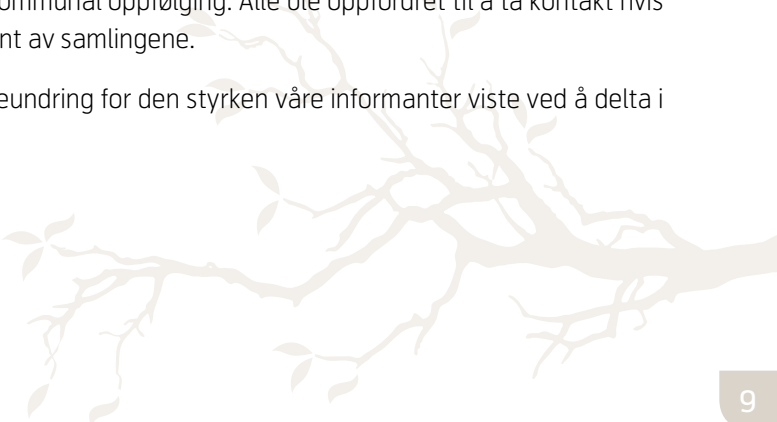 ommunal oppfølging. Alle ble oppfordret til å ta kontakt hvis
nt av samlingene.
eundring for den styrken våre informanter viste ved å delta i
9